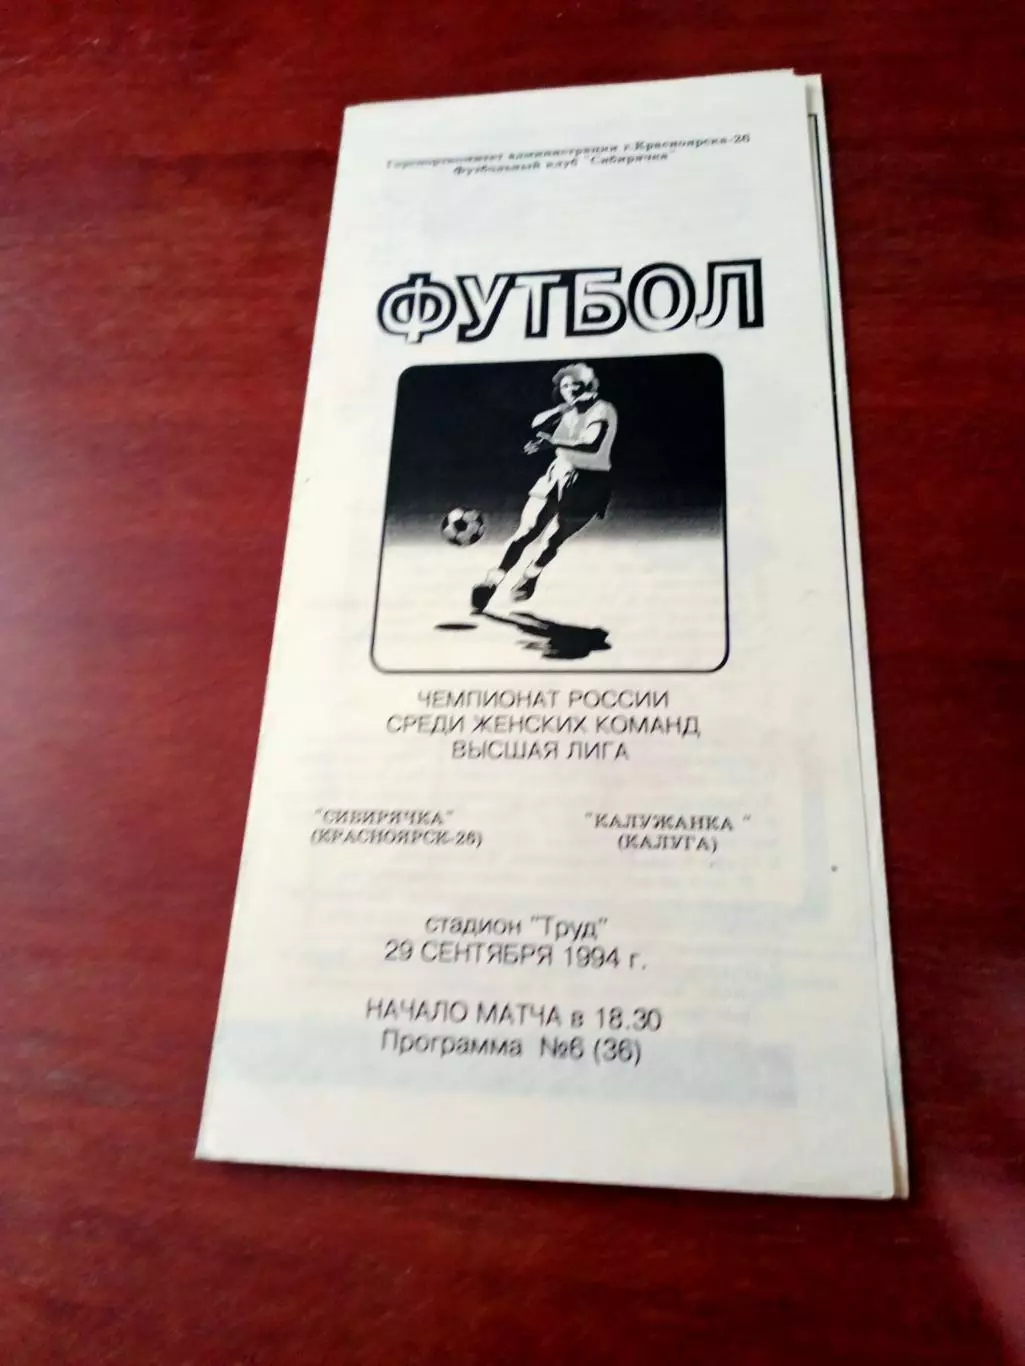 Горспорткомитет администрации г.Красноярска-26
Футбольный клуб "Сибирячка"
ФУТБОЛ
ЧЕМПИОНАТ РОССИИ
СРЕДИ ЖЕНСКИХ КОМАНД
ВЫСШАЯ ЛИГА
"СИБИРЯЧКА"
(КРАСНОЯРСК-26)
"КАЛУЖАНКА "
(КАЛУГА)
стадион "Труд"
29 СЕНТЯБРЯ 1994 г.
НАЧАЛО МАТЧА в 18.30
Программа №6 (36)